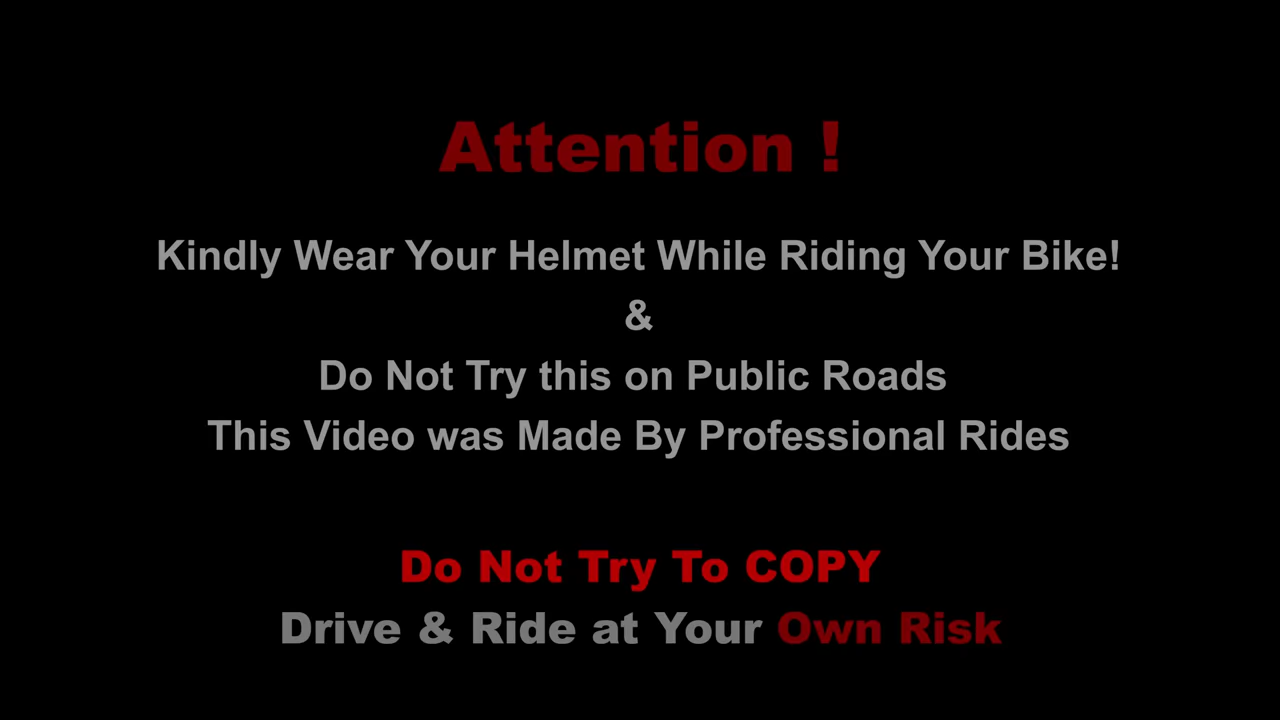 Attention !
Kindly Wear Your Helmet While Riding Your Bike!
&
Do Not Try this on Public Roads
This Video was Made By Professional Rides
Do Not Try To COPY
Drive & Ride at Your Own Risk